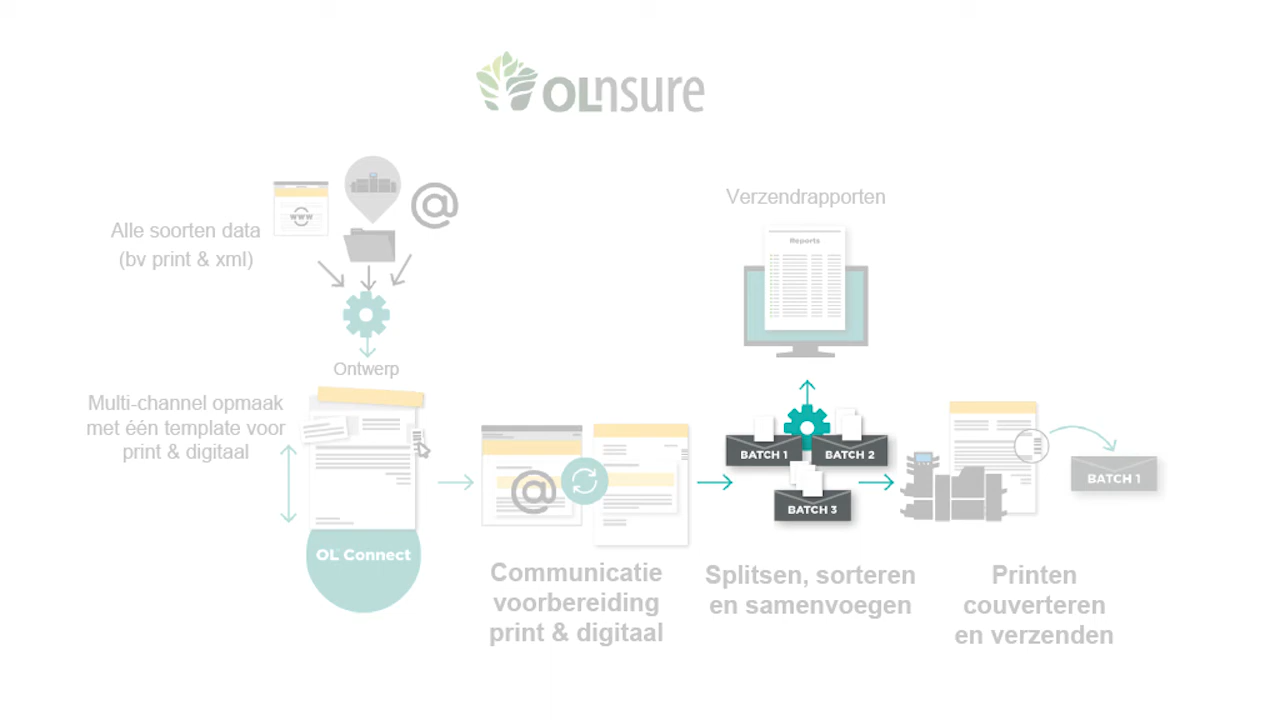 OLnsure
www
Alle soorten data
(bv print & xml)
Verzendrapporten
Reports
Ontwerp
Multi-channel opmaak
met één template voor
print & digitaal
BATCH 1
BATCH 2
BATCH 3
BATCH 1
OL Connect
Communicatie
voorbereiding
print & digitaal
Splitsen, sorteren
en samenvoegen
Printen
couverteren
en verzenden